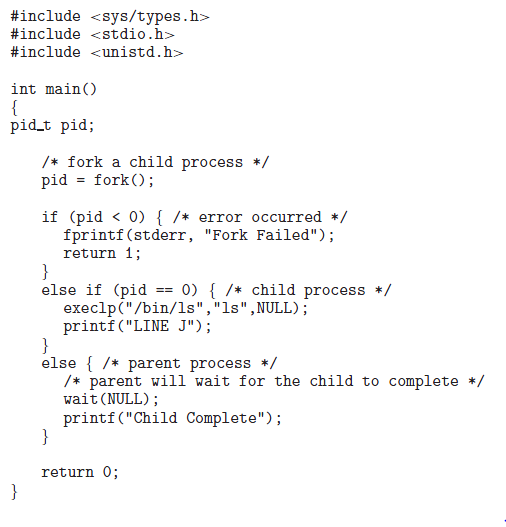 #include <sys/types.h>
#include <stdio.h>
#include <unistd.h>
int main()
{
pid_t pid;
/* fork a child process */
pid = fork();
if (pid < 0) { /* error occurred */
fprintf(stderr, "Fork Failed");
return 1;
}
else if (pid == 0) { /* child process */
execlp("/bin/ls","ls",NULL);
printf("LINE J");
}
else { /* parent process */
/* parent will wait for the child to complete */
wait(NULL);
printf("Child Complete");
}
return 0;
}